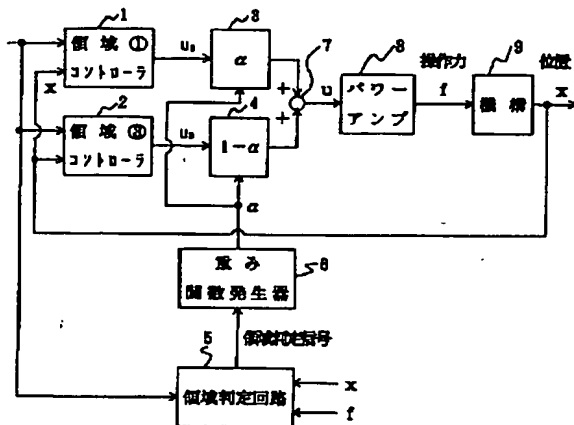 1
領域①
コントローラ
x
u₁
3
α
7
+
+
u
8
パワー
アンプ
操作力
f
9
機構
位置
x
2
領域③
コントローラ
u₃
4
1-α
α
重み
関数発生器
6
領域判定信号
5
領域判定回路
x
f